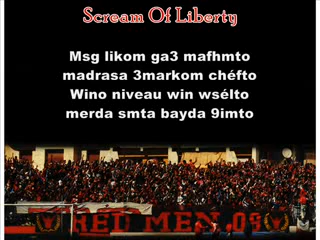 Scream Of Liberty
Msg likom ga3 mafhmto
madrasa 3markom chéfto
Wino niveau win wsélto
merda smta bayda 9imto
RED MEN 09